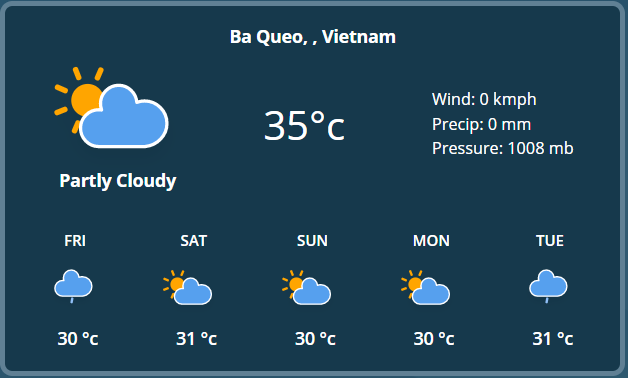 Ba Queo, , Vietnam
35°c
Wind: 0 kmph
Precip: 0 mm
Pressure: 1008 mb
Partly Cloudy
FRI SAT SUN MON TUE
30 °c 31 °c 30 °c 30 °c 31 °c